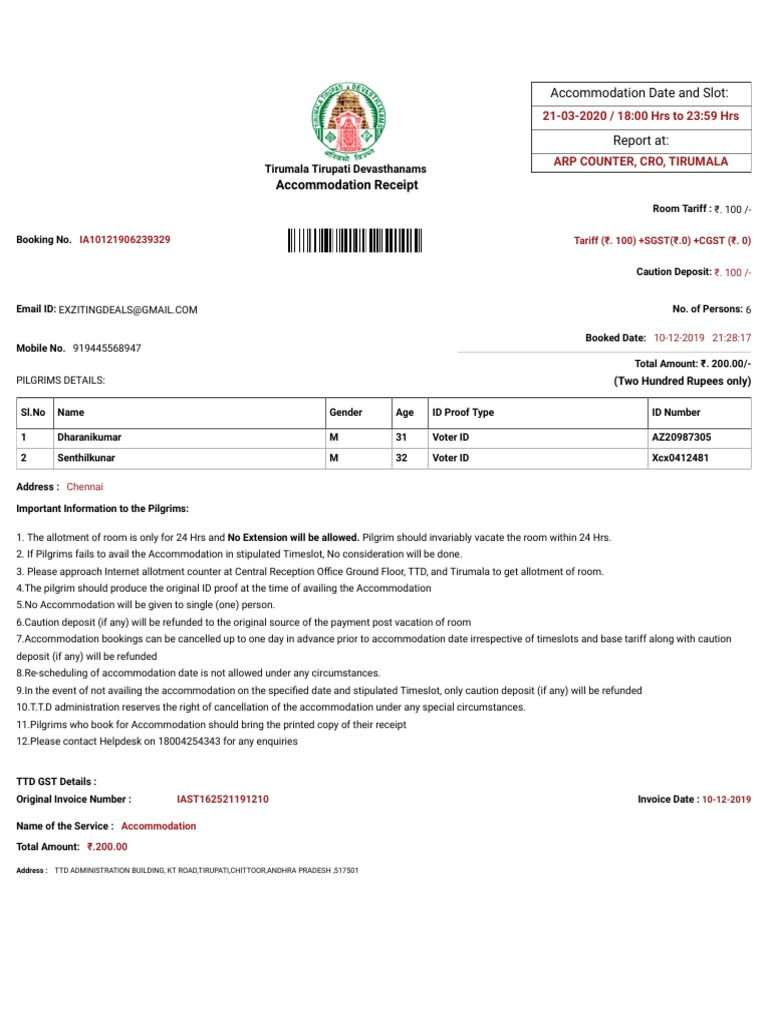 TIRUMALA TIRUPATI DEVASTHANAMS
Accommodation Date and Slot:
21-03-2020 / 18:00 Hrs to 23:59 Hrs
Report at:
ARP COUNTER, CRO, TIRUMALA
Tirumala Tirupati Devasthanams
Accommodation Receipt
Room Tariff : ₹. 100 /-
Booking No. IA10121906239329
Tariff (₹. 100) +SGST(₹.0) +CGST (₹. 0)
Caution Deposit: ₹. 100 /-
Email ID: EXZITINGDEALS@GMAIL.COM
No. of Persons: 6
Booked Date: 10-12-2019 21:28:17
Mobile No. 919445568947
Total Amount: ₹. 200.00/-
PILGRIMS DETAILS:
(Two Hundred Rupees only)
Sl.No Name Gender Age ID Proof Type ID Number
1 Dharanikumar M 31 Voter ID AZ20987305
2 Senthilkunar M 32 Voter ID Xcx0412481
Address : Chennai
Important Information to the Pilgrims:
1. The allotment of room is only for 24 Hrs and No Extension will be allowed. Pilgrim should invariably vacate the room within 24 Hrs.
2. If Pilgrims fails to avail the Accommodation in stipulated Timeslot, No consideration will be done.
3. Please approach Internet allotment counter at Central Reception Office Ground Floor, TTD, and Tirumala to get allotment of room.
4.The pilgrim should produce the original ID proof at the time of availing the Accommodation
5.No Accommodation will be given to single (one) person.
6.Caution deposit (if any) will be refunded to the original source of the payment post vacation of room
7.Accommodation bookings can be cancelled up to one day in advance prior to accommodation date irrespective of timeslots and base tariff along with caution
deposit (if any) will be refunded
8.Re-scheduling of accommodation date is not allowed under any circumstances.
9.In the event of not availing the accommodation on the specified date and stipulated Timeslot, only caution deposit (if any) will be refunded
10.T.T.D administration reserves the right of cancellation of the accommodation under any special circumstances.
11.Pilgrims who book for Accommodation should bring the printed copy of their receipt
12.Please contact Helpdesk on 18004254343 for any enquiries
TTD GST Details :
Original Invoice Number : IAST162521191210
Invoice Date : 10-12-2019
Name of the Service : Accommodation
Total Amount: ₹.200.00
Address : TTD ADMINISTRATION BUILDING, KT ROAD,TIRUPATI,CHITTOOR,ANDHRA PRADESH ,517501